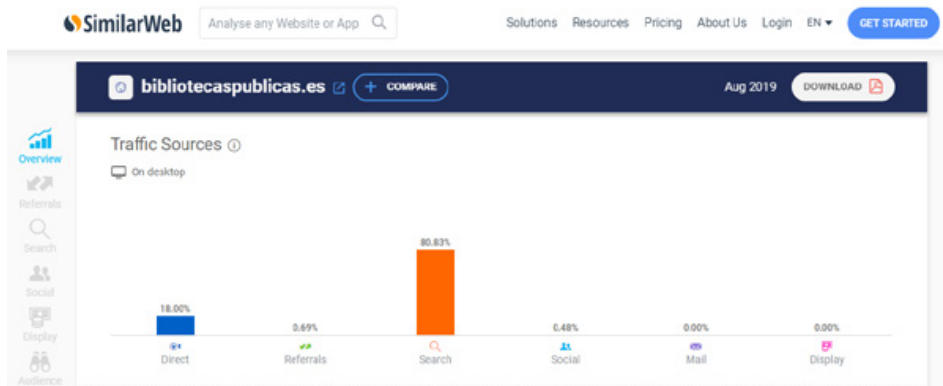 SimilarWeb Analyse any Website or App Solutions Resources Pricing About Us Login EN GET STARTED
bibliotecaspublicas.es + COMPARE Aug 2019 DOWNLOAD
Traffic Sources
On desktop
Overview
Referrals
Search
Social
Display
Audience
80.83%
18.00%
0.69% 0.48% 0.00% 0.00%
Direct Referrals Search Social Mail Display